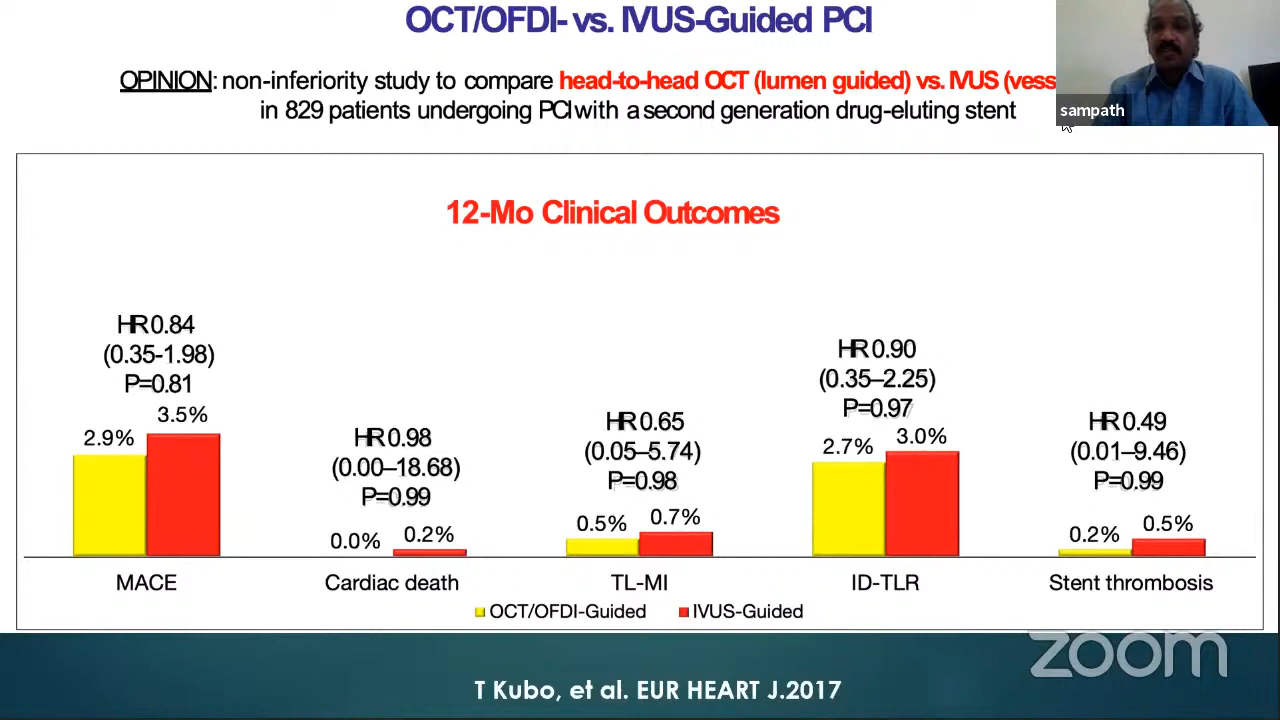 OCT/OFDI- vs. IVUS-Guided PCI
OPINION: non-inferiority study to compare head-to-head OCT (lumen guided) vs. IVUS
in 829 patients undergoing PCI with a second generation drug-eluting stent
sampath
12-Mo Clinical Outcomes
HR 0.84
(0.35-1.98)
P=0.81
2.9% 3.5%
HR 0.98
(0.00–18.68)
P=0.99
0.0% 0.2%
HR 0.65
(0.05–5.74)
P=0.98
0.5% 0.7%
HR 0.90
(0.35–2.25)
P=0.97
2.7% 3.0%
HR 0.49
(0.01–9.46)
P=0.99
0.2% 0.5%
MACE Cardiac death TL-MI ID-TLR Stent thrombosis
OCT/OFDI-Guided IVUS-Guided
zoom
T Kubo, et al. EUR HEART J.2017